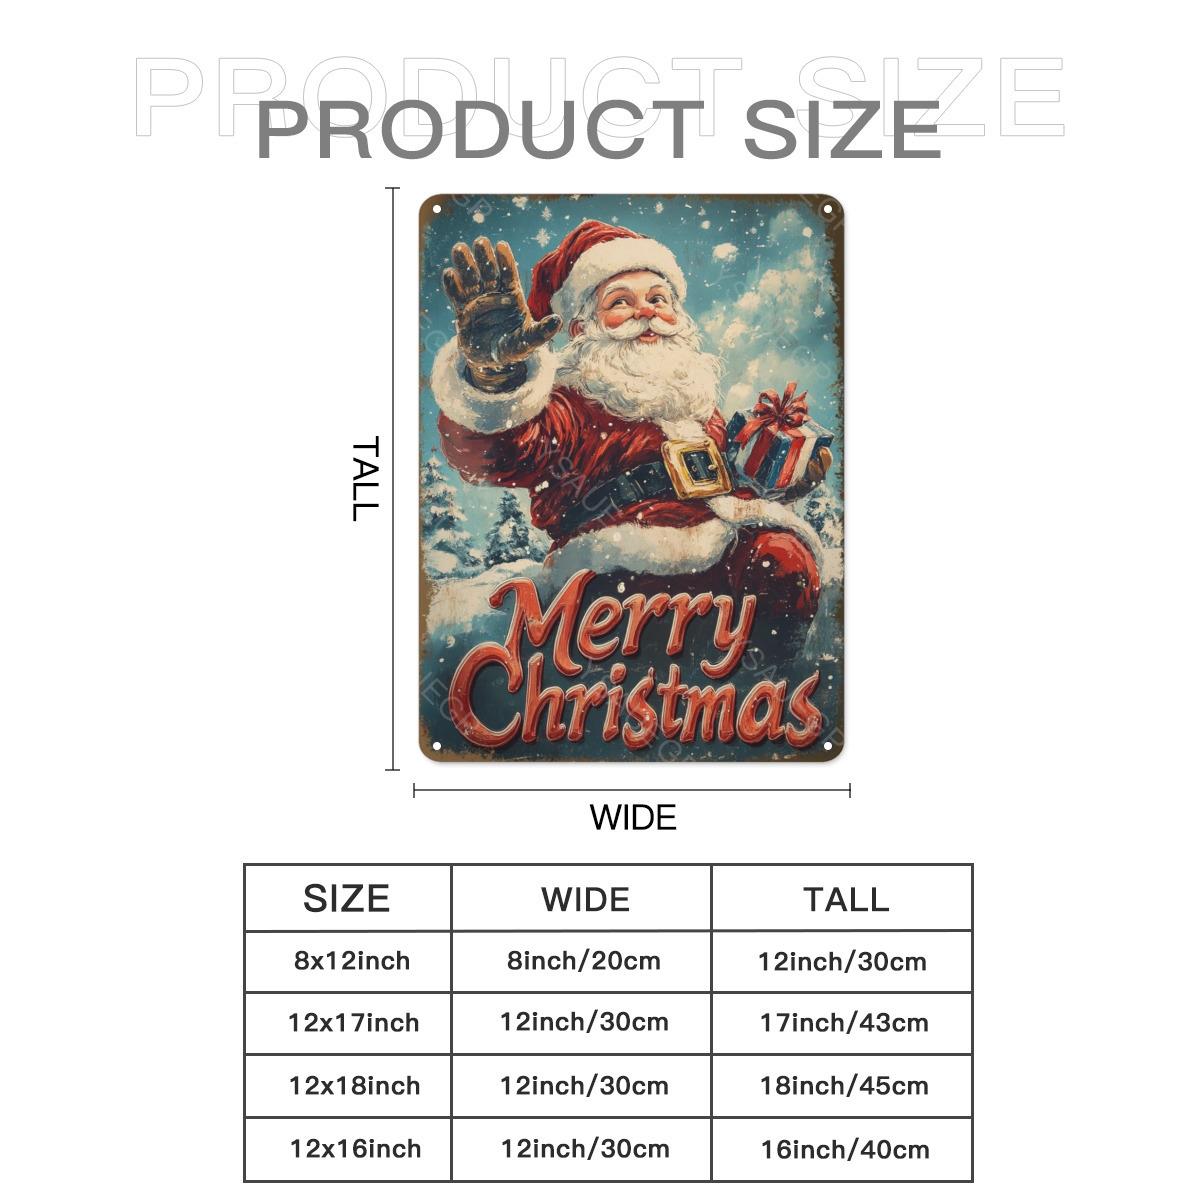 PRODUCT SIZE
PRODUCT SIZE
TALL
Merry
Christmas
WIDE
SIZE WIDE TALL
8x12inch 8inch/20cm 12inch/30cm
12x17inch 12inch/30cm 17inch/43cm
12x18inch 12inch/30cm 18inch/45cm
12x16inch 12inch/30cm 16inch/40cm